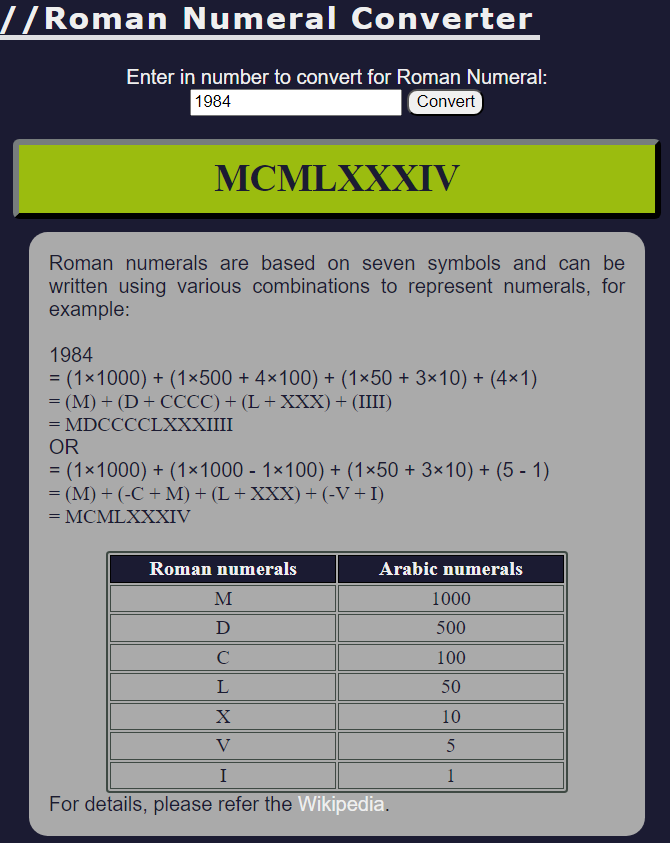 //Roman Numeral Converter
Enter in number to convert for Roman Numeral:
1984 Convert
MCMLXXXIV
Roman numerals are based on seven symbols and can be
written using various combinations to represent numerals, for
example:
1984
= (1×1000) + (1×500 + 4×100) + (1×50 + 3×10) + (4×1)
= (M) + (D + CCCC) + (L + XXX) + (IIII)
= MDCCCCLXXXIIII
OR
= (1×1000) + (1×1000 - 1×100) + (1×50 + 3×10) + (5 - 1)
= (M) + (-C + M) + (L + XXX) + (-V + I)
= MCMLXXXIV
Roman numerals Arabic numerals
M 1000
D 500
C 100
L 50
X 10
V 5
I 1
For details, please refer the Wikipedia.